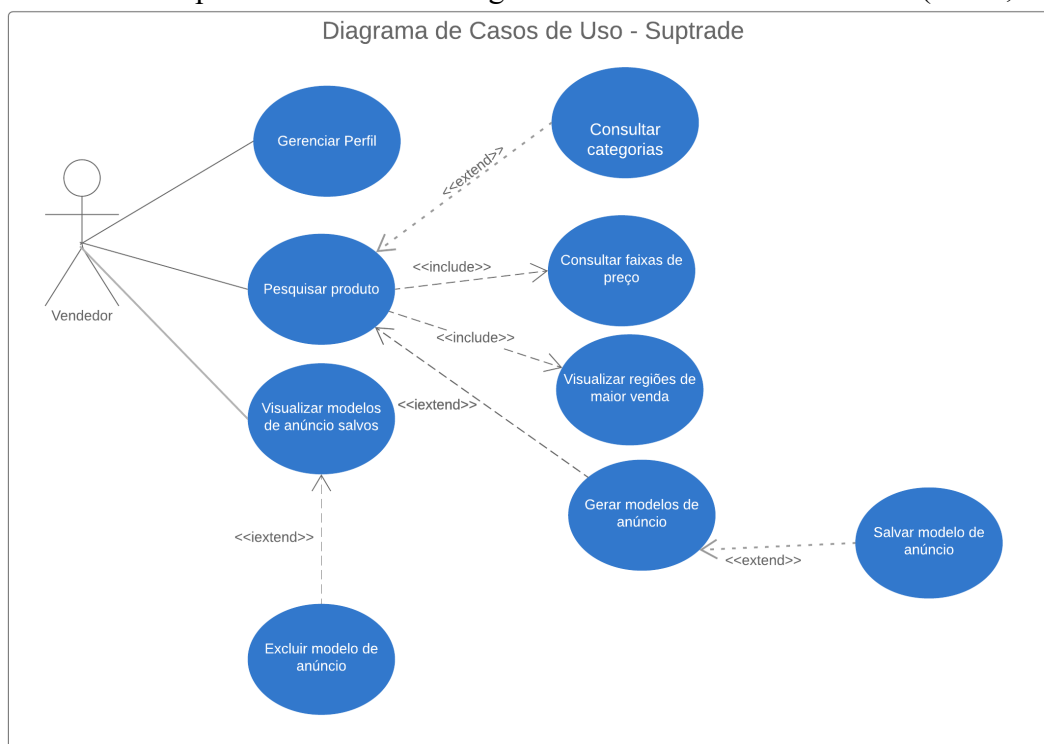 Diagrama de Casos de Uso - Suptrade
Gerenciar Perfil
Consultar
categorias
<<extend>>
Vendedor
Pesquisar produto
<<include>>
Consultar faixas de
preço
<<include>>
Visualizar regiões de
maior venda
Visualizar modelos
de anúncio salvos
<<iextend>>
Gerar modelos de
anúncio
Salvar modelo de
anúncio
<<extend>>
<<iextend>>
Excluir modelo de
anúncio